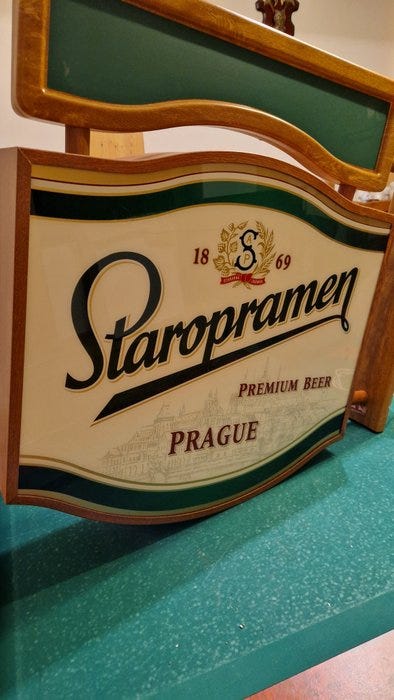 18 69
Staropramen
PREMIUM BEER
PRAGUE